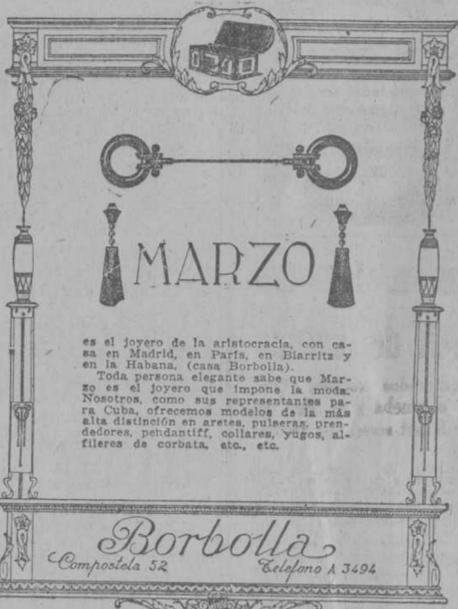 MARZO
es el joyero de la aristocracia, con ca-
sa en Madrid, en París, en Biarritz y
en la Habana, (casa Borbolla).
Toda persona elegante sabe que Mar-
zo es el joyero que impone la moda.
Nosotros, como sus representantes pa-
ra Cuba, ofrecemos modelos de la más
alta distinción en aretes, pulseras, pren-
dedores, pendantiff, collares, yugos, al-
fileres de corbata, etc., etc.
Borbolla
Compostela 52 Teléfono A 3494